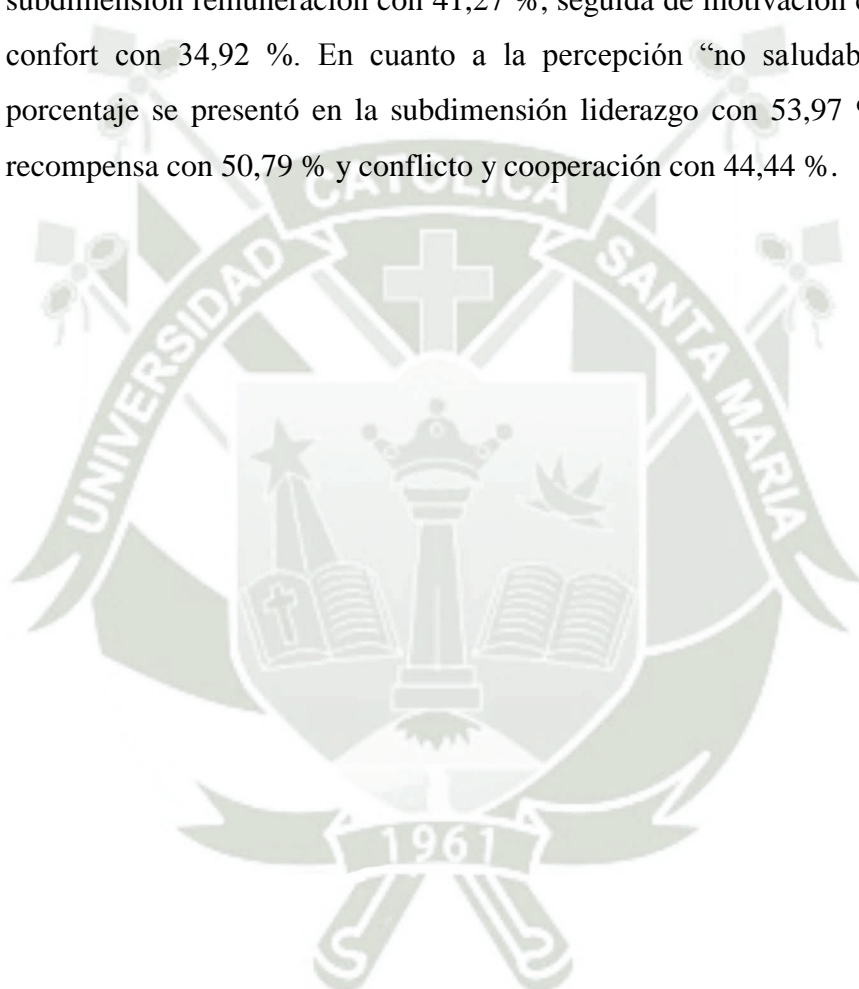 subdimensión remuneración con 41,27 %, seguida de motivación
confort con 34,92 %. En cuanto a la percepción “no saludab
porcentaje se presentó en la subdimensión liderazgo con 53,97
recompensa con 50,79 % y conflicto y cooperación con 44,44 %.
UNIVERSIDAD CATOLICA SANTA MARIA
1961